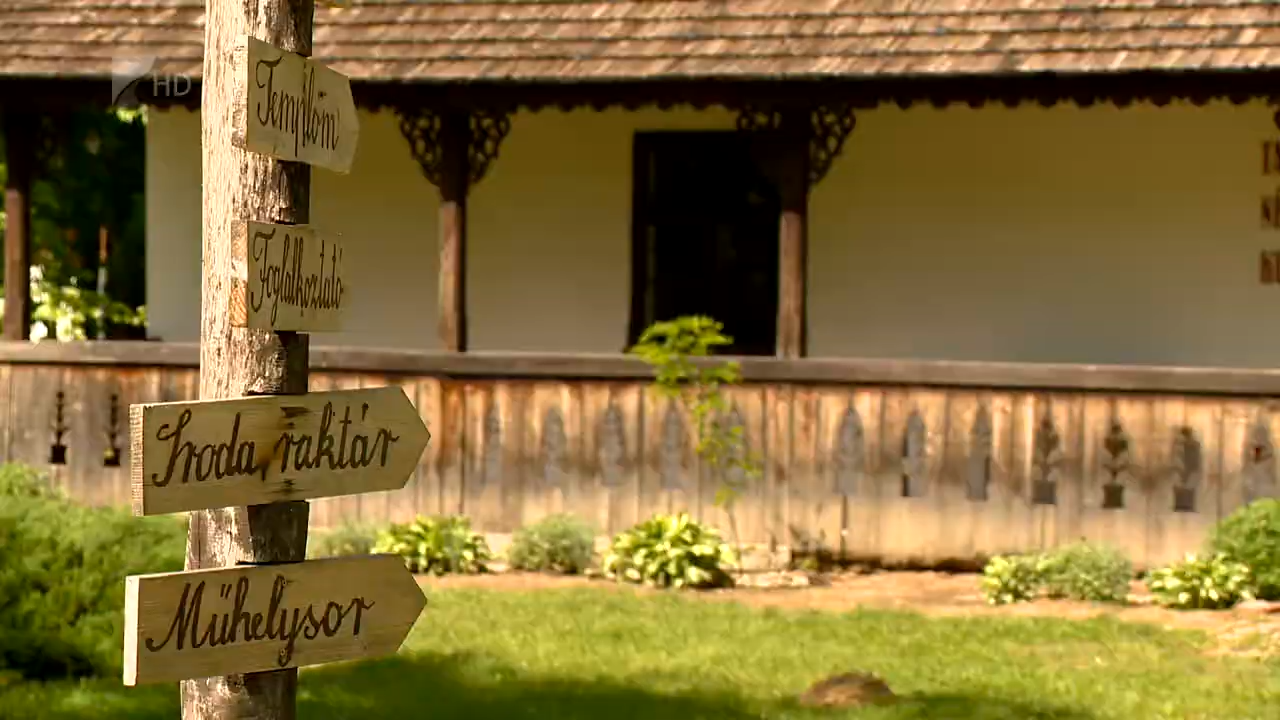 HD
Templom
Foglalkoztató
Iroda, raktár
Műhelysor